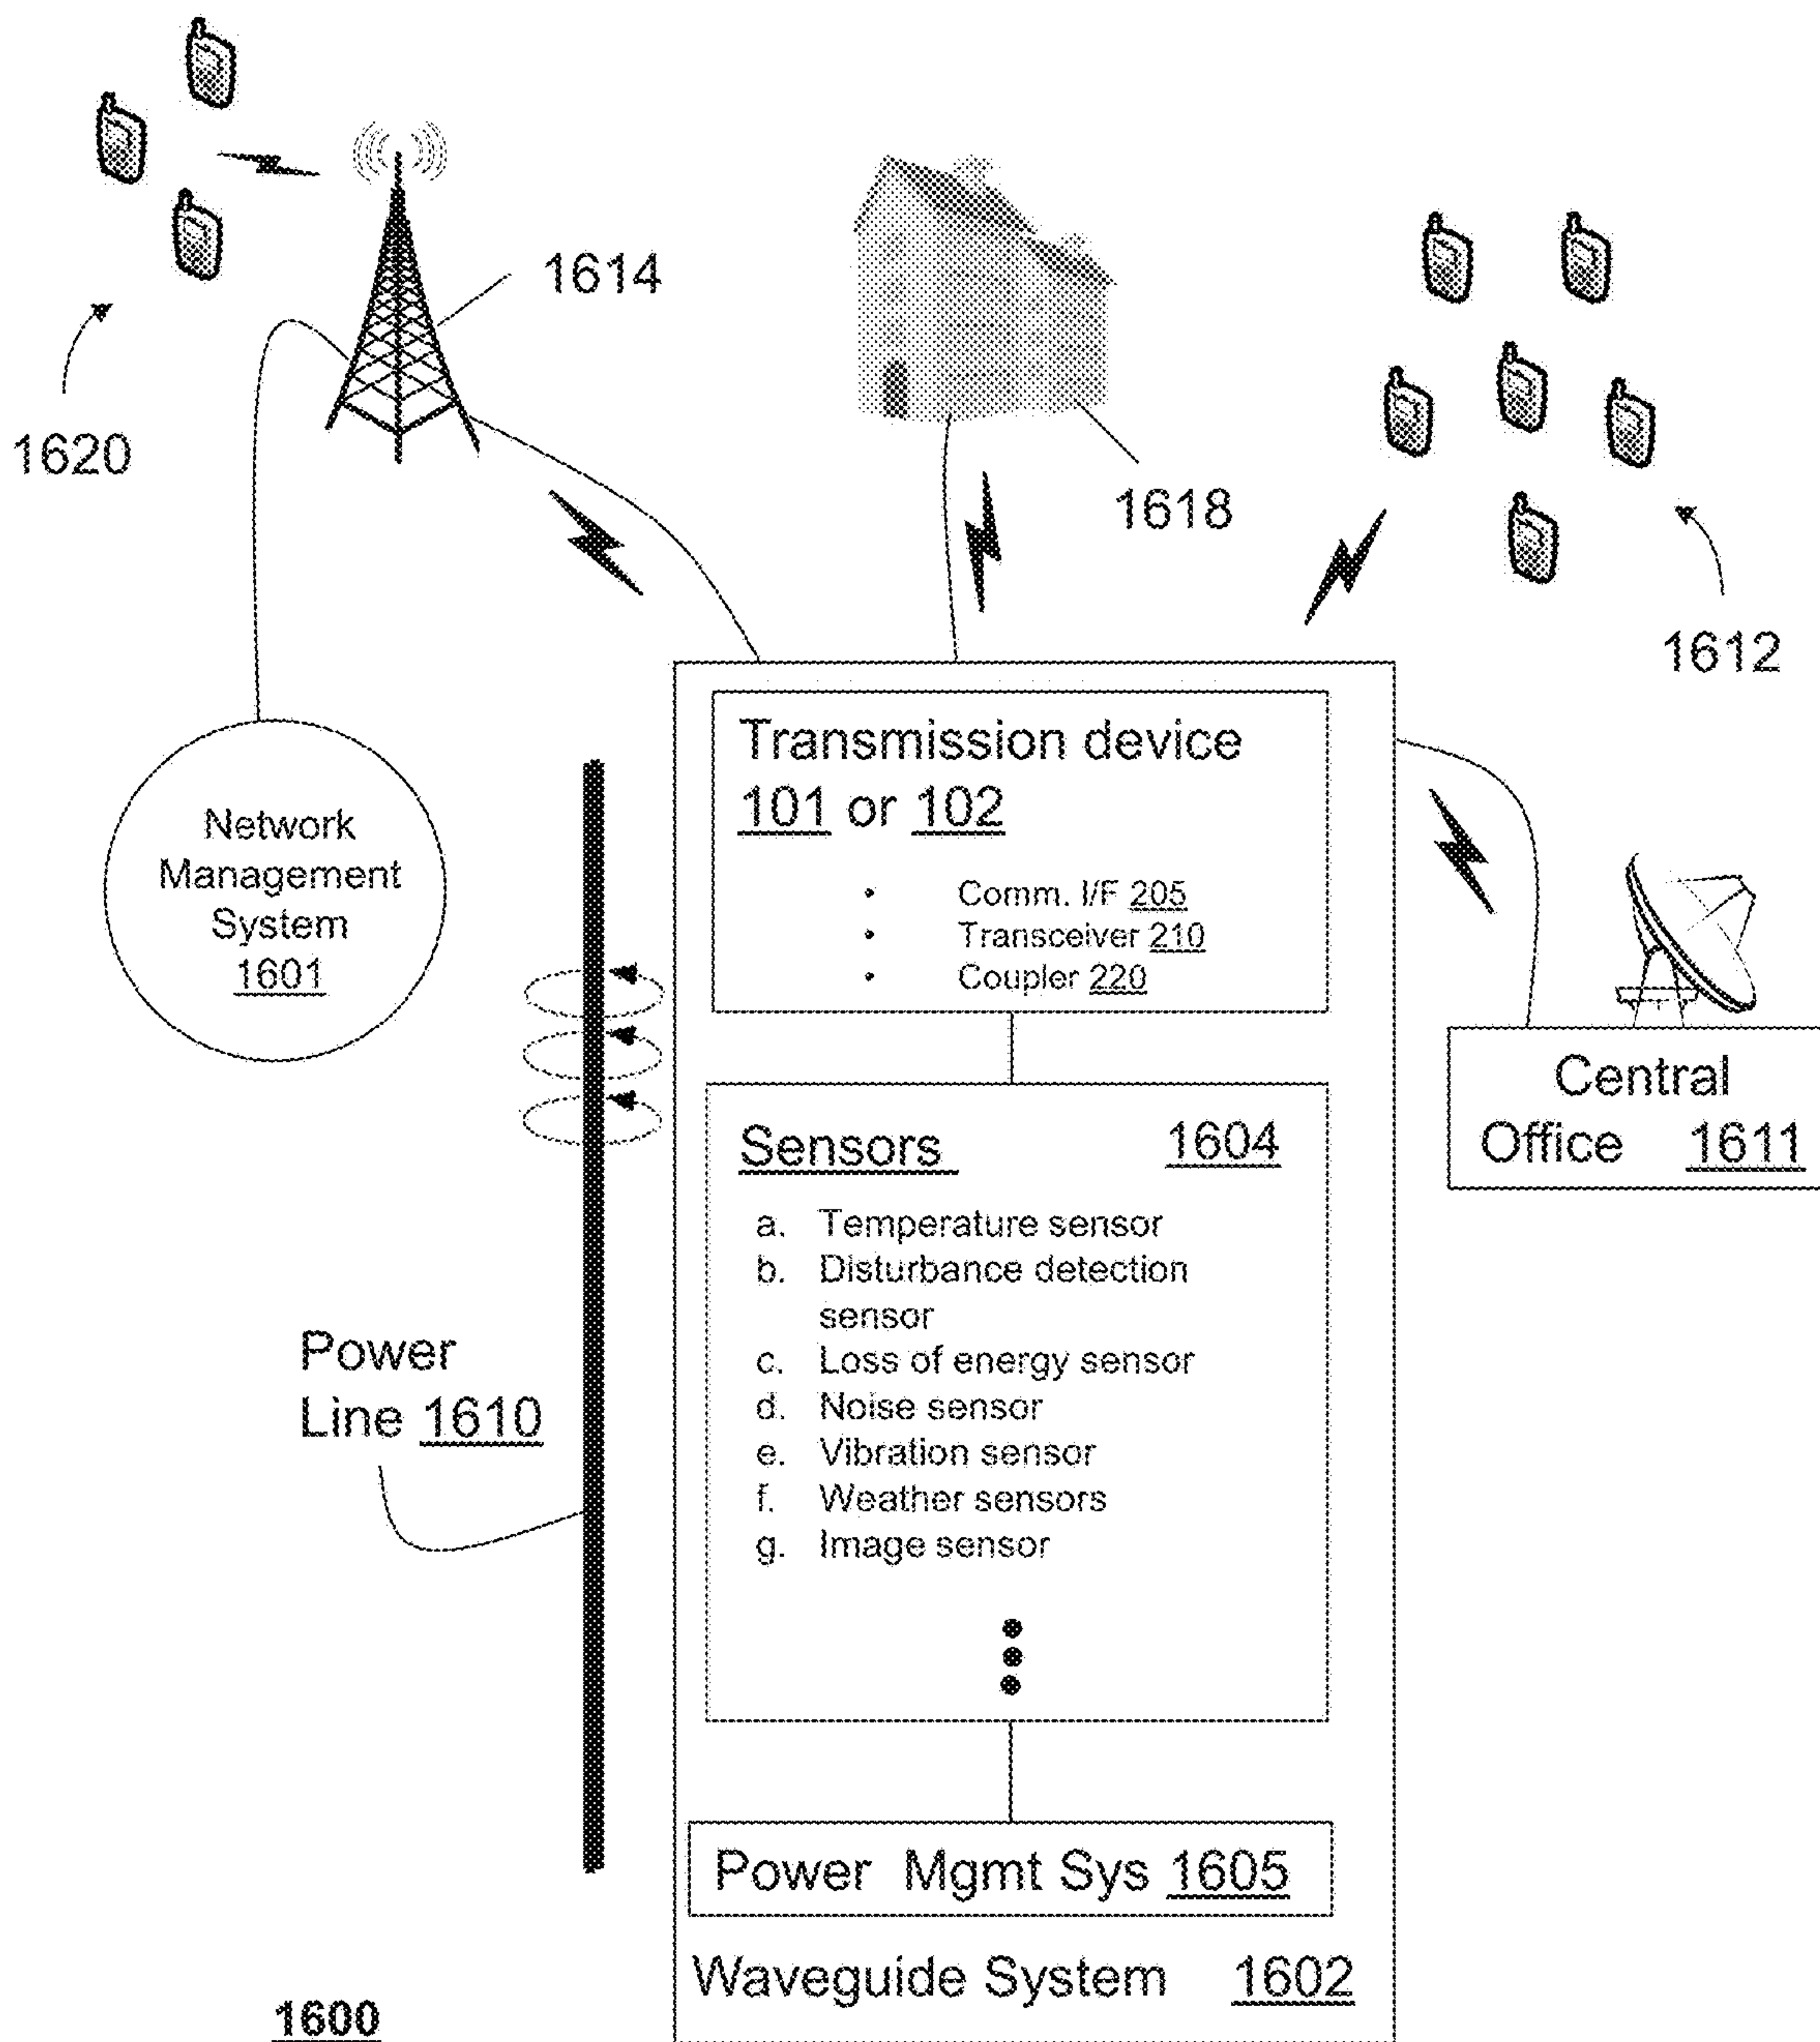 1614
1620
1618
1612
Network
Management
System
1601
Transmission device
101 or 102
• Comm. I/F 205
• Transceiver 210
• Coupler 220
Central
Office 1611
Sensors 1604
a. Temperature sensor
b. Disturbance detection
sensor
c. Loss of energy sensor
d. Noise sensor
e. Vibration sensor
f. Weather sensors
g. Image sensor
Power
Line 1610
Power Mgmt Sys 1605
Waveguide System 1602
1600